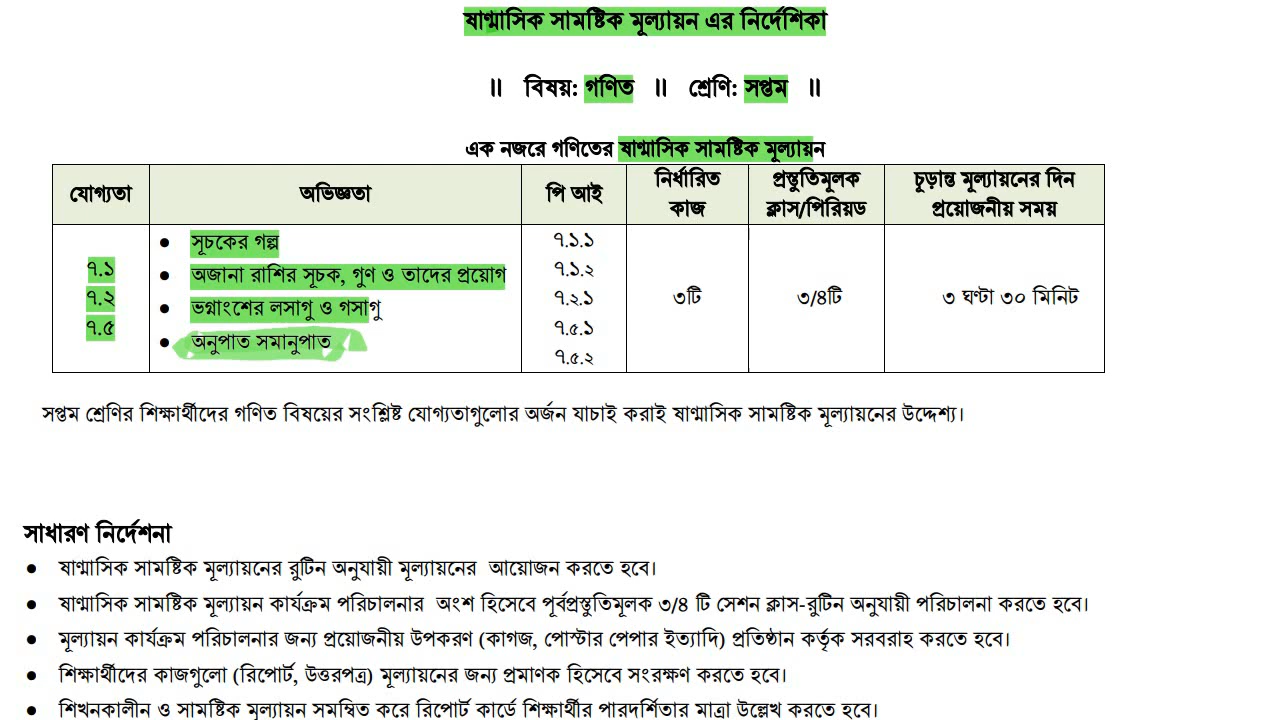 ষাণ্মাসিক সামষ্টিক মূল্যায়ন এর নির্দেশিকা
॥ বিষয়: গণিত ॥ শ্রেণি: সপ্তম ॥
এক নজরে গণিতের ষাণ্মাসিক সামষ্টিক মূল্যায়ন
যোগ্যতা অভিজ্ঞতা পি আই নির্ধারিত কাজ প্রস্তুতিমূলক ক্লাস/পিরিয়ড চূড়ান্ত মূল্যায়নের দিন প্রয়োজনীয় সময়
৭.১
৭.২
৭.৫
● সূচকের গল্প
● অজানা রাশির সূচক, গুণ ও তাদের প্রয়োগ
● ভগ্নাংশের লসাগু ও গসাগু
● অনুপাত সমানুপাত
৭.১.১
৭.১.২
৭.২.১
৭.৫.১
৭.৫.২
৩টি
৩/৪টি
৩ ঘণ্টা ৩০ মিনিট
সপ্তম শ্রেণির শিক্ষার্থীদের গণিত বিষয়ের সংশ্লিষ্ট যোগ্যতাগুলোর অর্জন যাচাই করাই ষাণ্মাসিক সামষ্টিক মূল্যায়নের উদ্দেশ্য।
সাধারণ নির্দেশনা
● ষাণ্মাসিক সামষ্টিক মূল্যায়নের রুটিন অনুযায়ী মূল্যায়নের আয়োজন করতে হবে।
● ষাণ্মাসিক সামষ্টিক মূল্যায়ন কার্যক্রম পরিচালনার অংশ হিসেবে পূর্বপ্রস্তুতিমূলক ৩/৪ টি সেশন ক্লাস-রুটিন অনুযায়ী পরিচালনা করতে হবে।
● মূল্যায়ন কার্যক্রম পরিচালনার জন্য প্রয়োজনীয় উপকরণ (কাগজ, পোস্টার পেপার ইত্যাদি) প্রতিষ্ঠান কর্তৃক সরবরাহ করতে হবে।
● শিক্ষার্থীদের কাজগুলো (রিপোর্ট, উত্তরপত্র) মূল্যায়নের জন্য প্রমাণক হিসেবে সংরক্ষণ করতে হবে।
● শিখনকালীন ও সামষ্টিক মূল্যায়ন সমন্বিত করে রিপোর্ট কার্ডে শিক্ষার্থীর পারদর্শিতার মাত্রা উল্লেখ করতে হবে।